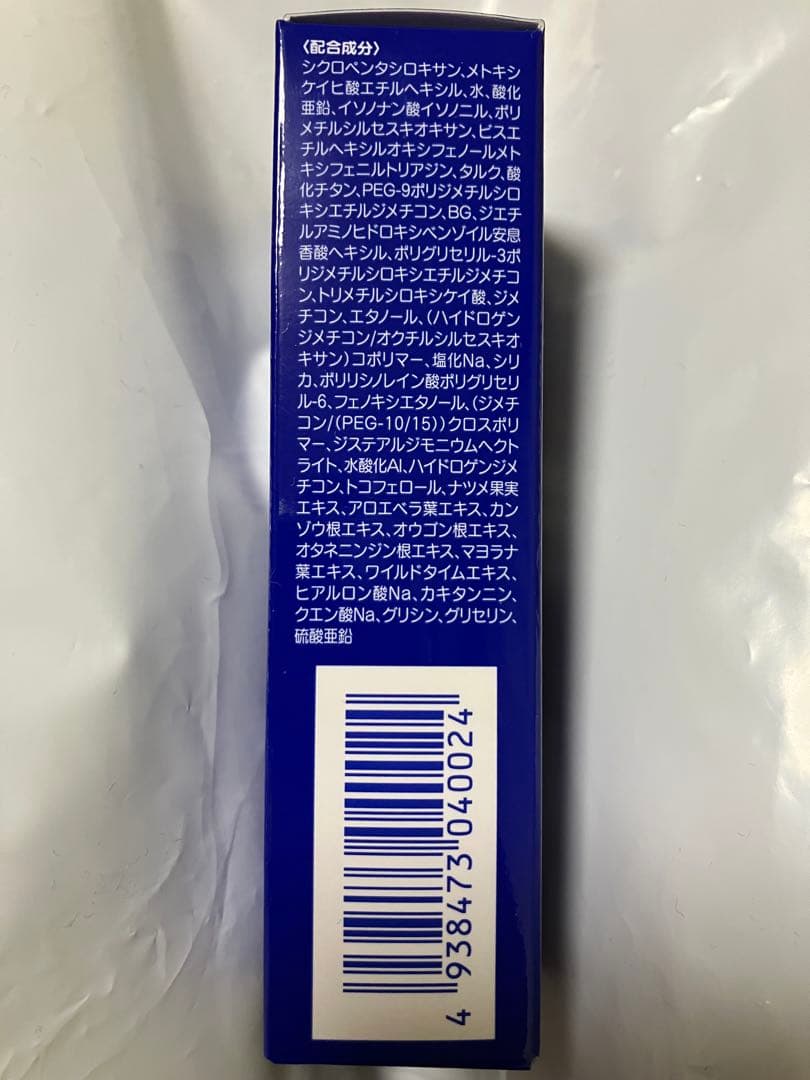 〈配合成分〉
シクロペンタシロキサン、メトキシ
ケイヒ酸エチルヘキシル、水、酸化
亜鉛、イソノナン酸イソノニル、ポリ
メチルシルセスキオキサン、ビスエ
チルヘキシルオキシフェノールメト
キシフェニルトリアジン、タルク、酸
化チタン、PEG-9ポリジメチルシロ
キシエチルジメチコン、BG、ジエチ
ルアミノヒドロキシベンゾイル安息
香酸ヘキシル、ポリグリセリル-3ポ
リジメチルシロキシエチルジメチコ
ン、トリメチルシロキシケイ酸、ジメ
チコン、エタノール、(ハイドロゲン
ジメチコン/オクチルシルセスキオ
キサン)コポリマー、塩化Na、シリ
カ、ポリリシノレイン酸ポリグリセリ
ル-6、フェノキシエタノール、(ジメチ
コン/(PEG-10/15))クロスポリ
マー、ジステアルジモニウムヘクト
ライト、水酸化Al、ハイドロゲンジメ
チコン、トコフェロール、ナツメ果実
エキス、アロエベラ葉エキス、カン
ゾウ根エキス、オウゴン根エキス、
オタネニンジン根エキス、マヨラナ
葉エキス、ワイルドタイムエキス、
ヒアルロン酸Na、カキタンニン、
クエン酸Na、グリシン、グリセリン、
硫酸亜鉛
4 938473 040024